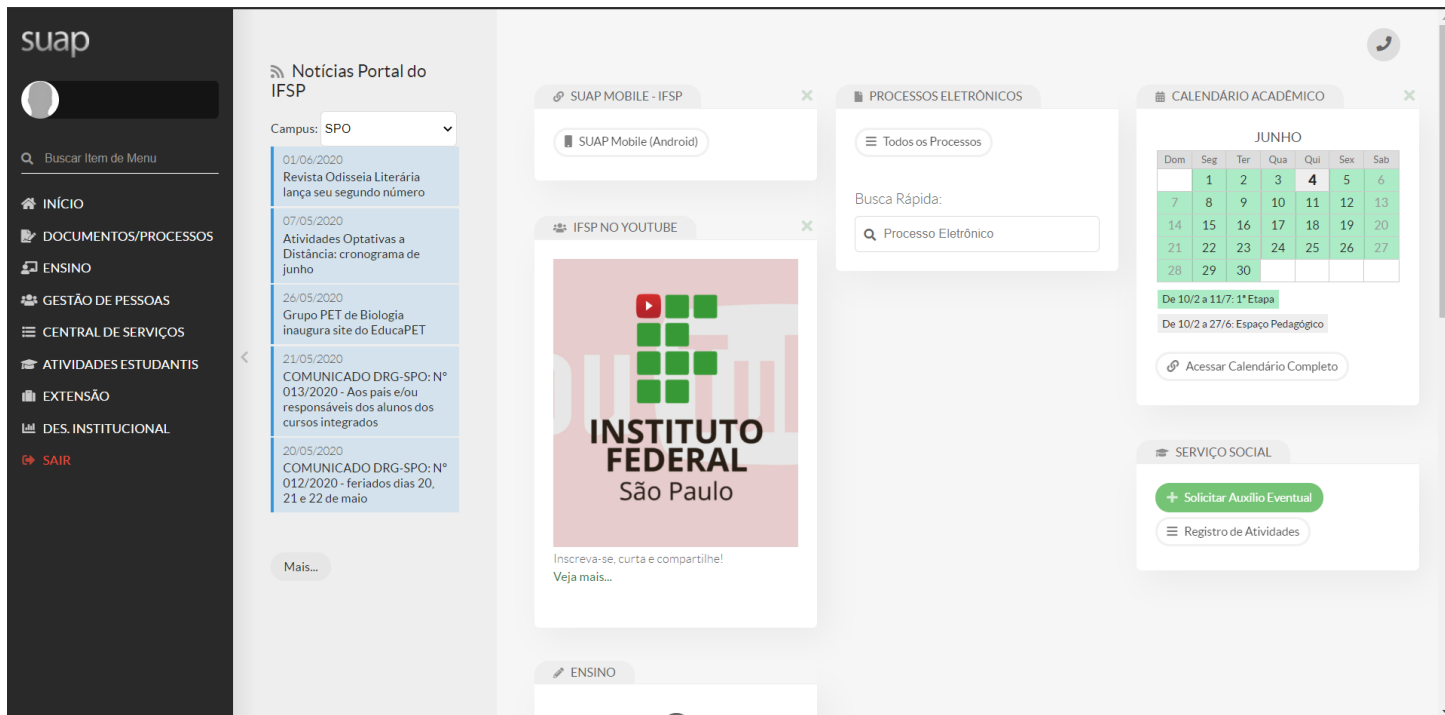 suap
Buscar Item de Menu
INÍCIO
DOCUMENTOS/PROCESSOS
ENSINO
GESTÃO DE PESSOAS
CENTRAL DE SERVIÇOS
ATIVIDADES ESTUDANTIS
EXTENSÃO
DES. INSTITUCIONAL
SAIR
Notícias Portal do
IFSP
Campus: SPO
01/06/2020
Revista Odisseia Literária
lança seu segundo número
07/05/2020
Atividades Optativas a
Distância: cronograma de
junho
26/05/2020
Grupo PET de Biologia
inaugura site do EducaPET
21/05/2020
COMUNICADO DRG-SPO: N°
013/2020 - Aos pais e/ou
responsáveis dos alunos dos
cursos integrados
20/05/2020
COMUNICADO DRG-SPO: N°
012/2020 - feriados dias 20,
21 e 22 de maio
Mais...
SUAP MOBILE - IFSP
SUAP Mobile (Android)
IFSP NO YOUTUBE
INSTITUTO
FEDERAL
São Paulo
Inscreva-se, curta e compartilhe!
Veja mais...
ENSINO
PROCESSOS ELETRÔNICOS
Todos os Processos
Busca Rápida:
Processo Eletrônico
CALENDÁRIO ACADÊMICO
JUNHO
Dom Seg Ter Qua Qui Sex Sab
1 2 3 4 5 6
7 8 9 10 11 12 13
14 15 16 17 18 19 20
21 22 23 24 25 26 27
28 29 30
De 10/2 a 11/7: 1ª Etapa
De 10/2 a 27/6: Espaço Pedagógico
Acessar Calendário Completo
SERVIÇO SOCIAL
Solicitar Auxílio Eventual
Registro de Atividades